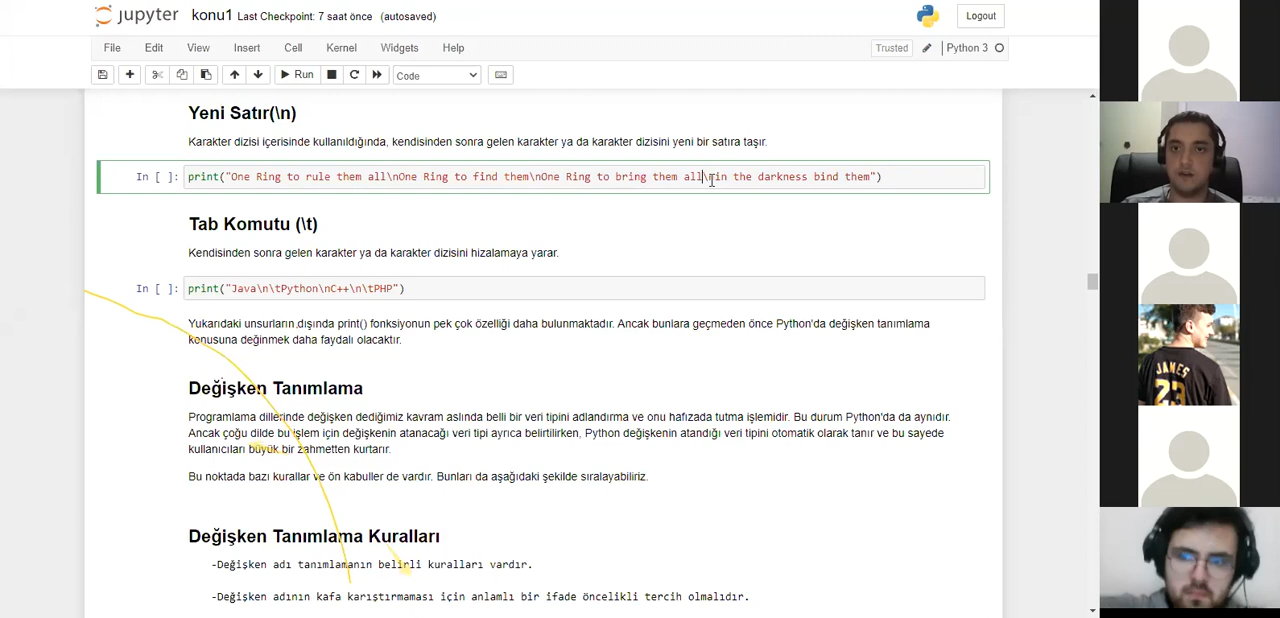 jupyter konu1 Last Checkpoint: 7 saat önce (autosaved) Logout
File Edit View Insert Cell Kernel Widgets Help Trusted Python 3
Run Code
Yeni Satır(\n)
Karakter dizisi içerisinde kullanıldığında, kendisinden sonra gelen karakter ya da karakter dizisini yeni bir satıra taşır.
In [ ]: print("One Ring to rule them all\nOne Ring to find them\nOne Ring to bring them all\nin the darkness bind them")
Tab Komutu (\t)
Kendisinden sonra gelen karakter ya da karakter dizisini hizalamaya yarar.
In [ ]: print("Java\n\tPython\nC++\n\tPHP")
Yukarıdaki unsurların,dışında print() fonksiyonun pek çok özelliği daha bulunmaktadır. Ancak bunlara geçmeden önce Python'da değişken tanımlama
konusuna değinmek daha faydalı olacaktır.
Değişken Tanımlama
Programlama dillerinde değişken dediğimiz kavram aslında belli bir veri tipini adlandırma ve onu hafızada tutma işlemidir. Bu durum Python'da da aynıdır.
Ancak çoğu dilde bu işlem için değişkenin atanacağı veri tipi ayrıca belirtilirken, Python değişkenin atandığı veri tipini otomatik olarak tanır ve bu sayede
kullanıcıları büyük bir zahmetten kurtarır.
Bu noktada bazı kurallar ve ön kabuller de vardır. Bunları da aşağıdaki şekilde sıralayabiliriz.
Değişken Tanımlama Kuralları
-Değişken adı tanımlamanın belirli kuralları vardır.
-Değişken adının kafa karıştırmaması için anlamlı bir ifade öncelikli tercih olmalıdır.
JAMES
23